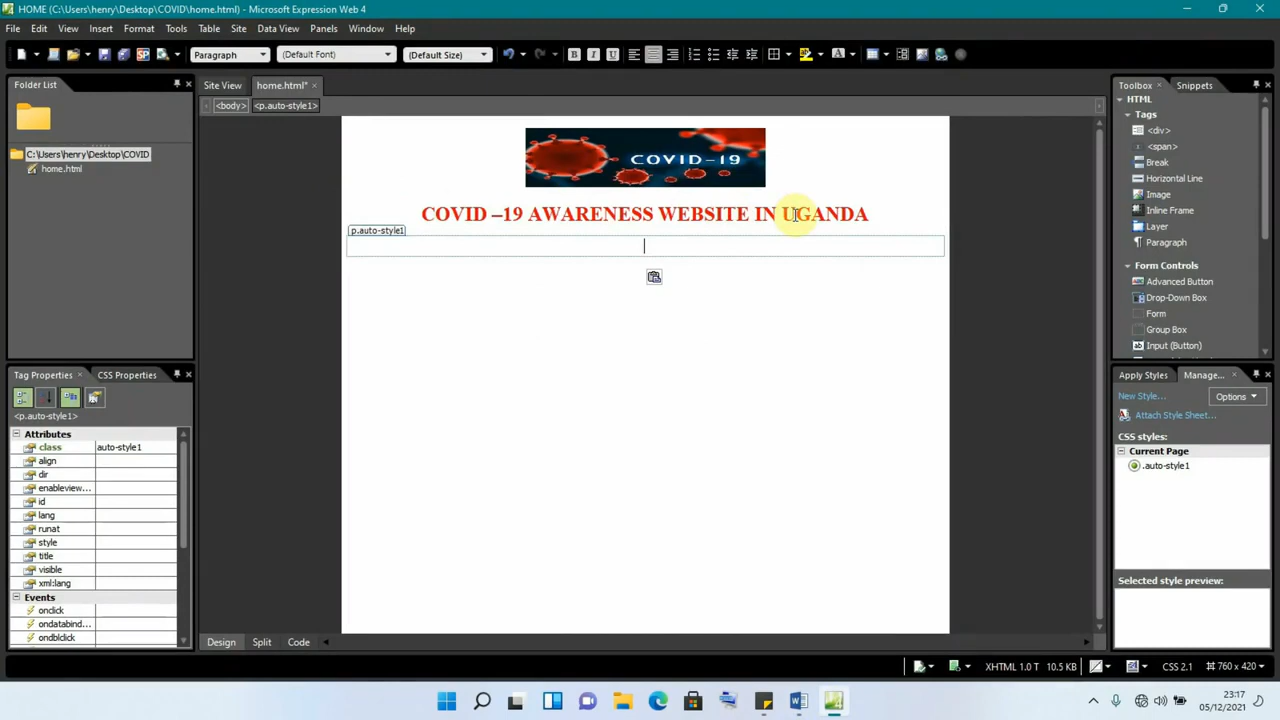 HOME (C:\Users\henry\Desktop\COVID\home.html) - Microsoft Expression Web 4
File Edit View Insert Format Tools Table Site Data View Panels Window Help
Paragraph (Default Font) (Default Size) B I U A
Folder List
Site View home.html*
<body> <p.auto-style1>
C:\Users\henry\Desktop\COVID
home.html
COVID-19
COVID –19 AWARENESS WEBSITE IN UGANDA
p.auto-style1
Toolbox Snippets
HTML
Tags
<div>
<span>
Break
Horizontal Line
Image
Inline Frame
Layer
Paragraph
Form Controls
Advanced Button
Drop-Down Box
Form
Group Box
Input (Button)
Tag Properties CSS Properties
<p.auto-style1>
Attributes
class auto-style1
align
dir
enableview...
id
lang
runat
style
title
visible
xml:lang
Events
onclick
ondatabind...
ondblclick
Apply Styles Manage...
New Style... Options
Attach Style Sheet...
CSS styles:
Current Page
.auto-style1
Selected style preview:
Design Split Code
XHTML 1.0 T 10.5 KB CSS 2.1 760 x 420
23:17
05/12/2021